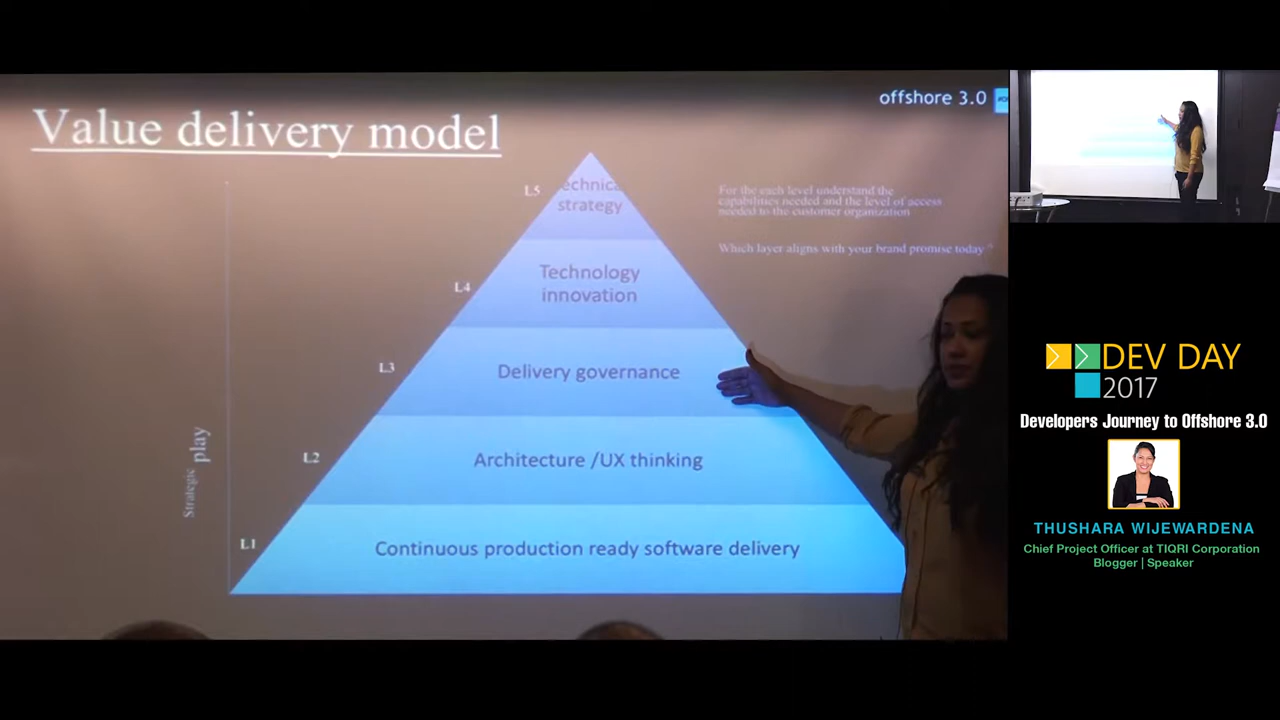 Value delivery model
offshore 3.0
L5
echnica
strategy
For the each level understand the
capabilities needed and the level of access
needed to the customer organization
Which layer aligns with your brand promise today
L4
Technology
innovation
L3
Delivery governance
L2
Architecture /UX thinking
L1
Continuous production ready software delivery
Strategic play
DEV DAY
2017
Developers Journey to Offshore 3.0
THUSHARA WIJEWARDENA
Chief Project Officer at TIQRI Corporation
Blogger | Speaker